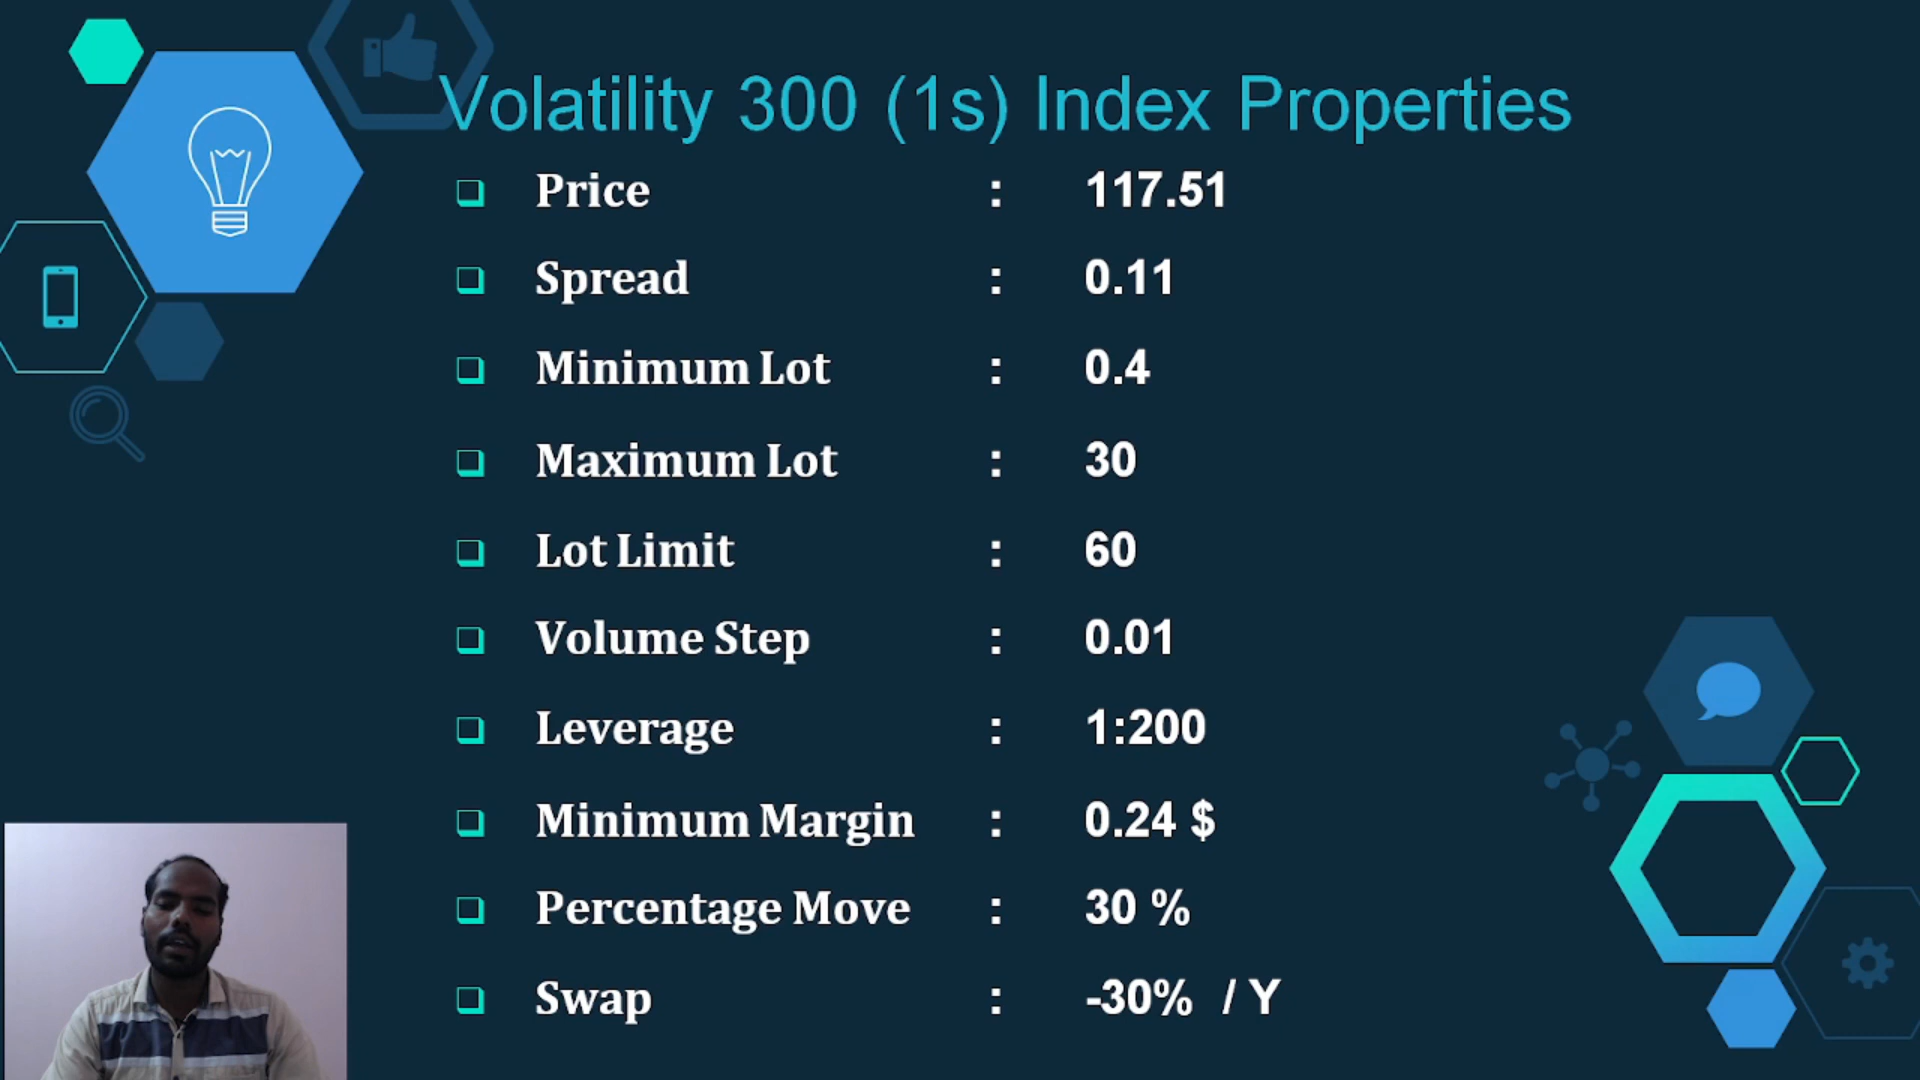 Volatility 300 (1s) Index Properties
❑ Price : 117.51
❑ Spread : 0.11
❑ Minimum Lot : 0.4
❑ Maximum Lot : 30
❑ Lot Limit : 60
❑ Volume Step : 0.01
❑ Leverage : 1:200
❑ Minimum Margin : 0.24 $
❑ Percentage Move : 30 %
❑ Swap : -30% / Y